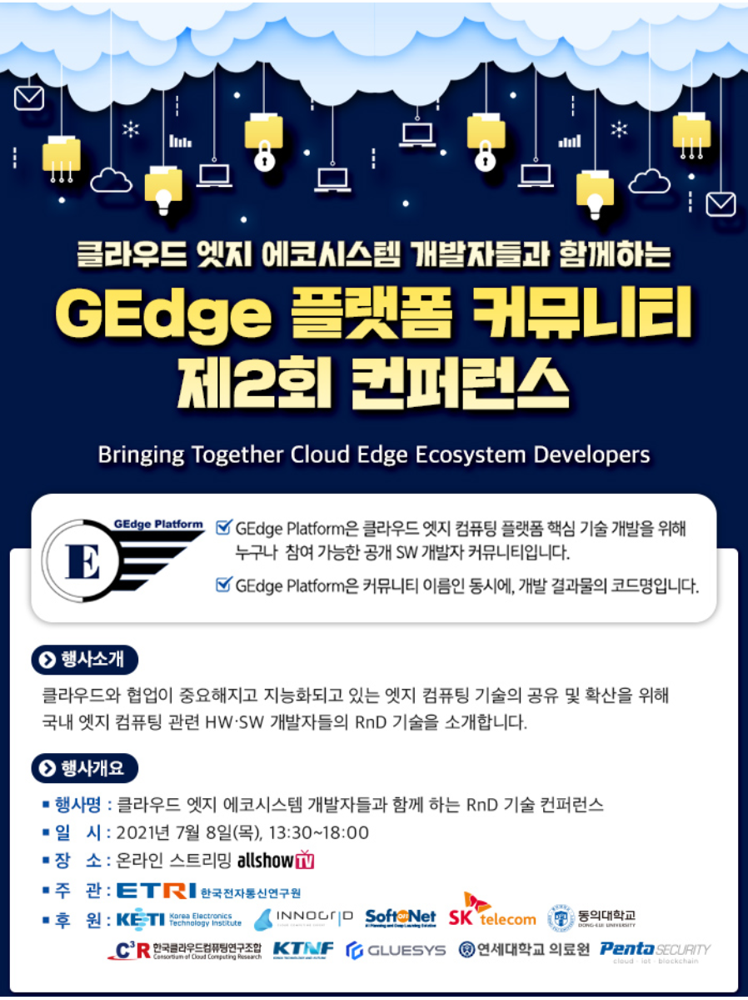 클라우드 엣지 에코시스템 개발자들과 함께하는
GEdge 플랫폼 커뮤니티
제2회 컨퍼런스
Bringing Together Cloud Edge Ecosystem Developers
GEdge Platform
E
GEdge Platform은 클라우드 엣지 컴퓨팅 플랫폼 핵심 기술 개발을 위해
누구나 참여 가능한 공개 SW 개발자 커뮤니티입니다.
GEdge Platform은 커뮤니티 이름인 동시에, 개발 결과물의 코드명입니다.
행사소개
클라우드와 협업이 중요해지고 지능화되고 있는 엣지 컴퓨팅 기술의 공유 및 확산을 위해
국내 엣지 컴퓨팅 관련 HW·SW 개발자들의 RnD 기술을 소개합니다.
행사개요
행사명 : 클라우드 엣지 에코시스템 개발자들과 함께 하는 RnD 기술 컨퍼런스
일 시 : 2021년 7월 8일(목), 13:30~18:00
장 소 : 온라인 스트리밍 allshow TV
주 관 : ETRI 한국전자통신연구원
후 원 : KETI Korea Electronics Technology Institute INNOGRID SoftonNet SK telecom 동의대학교 DONG-EUI UNIVERSITY
C3R 한국클라우드컴퓨팅연구조합 Consortium of Cloud Computing Research KTNF GLUESYS 연세대학교 의료원 Penta SECURITY
cloud · iot · blockchain